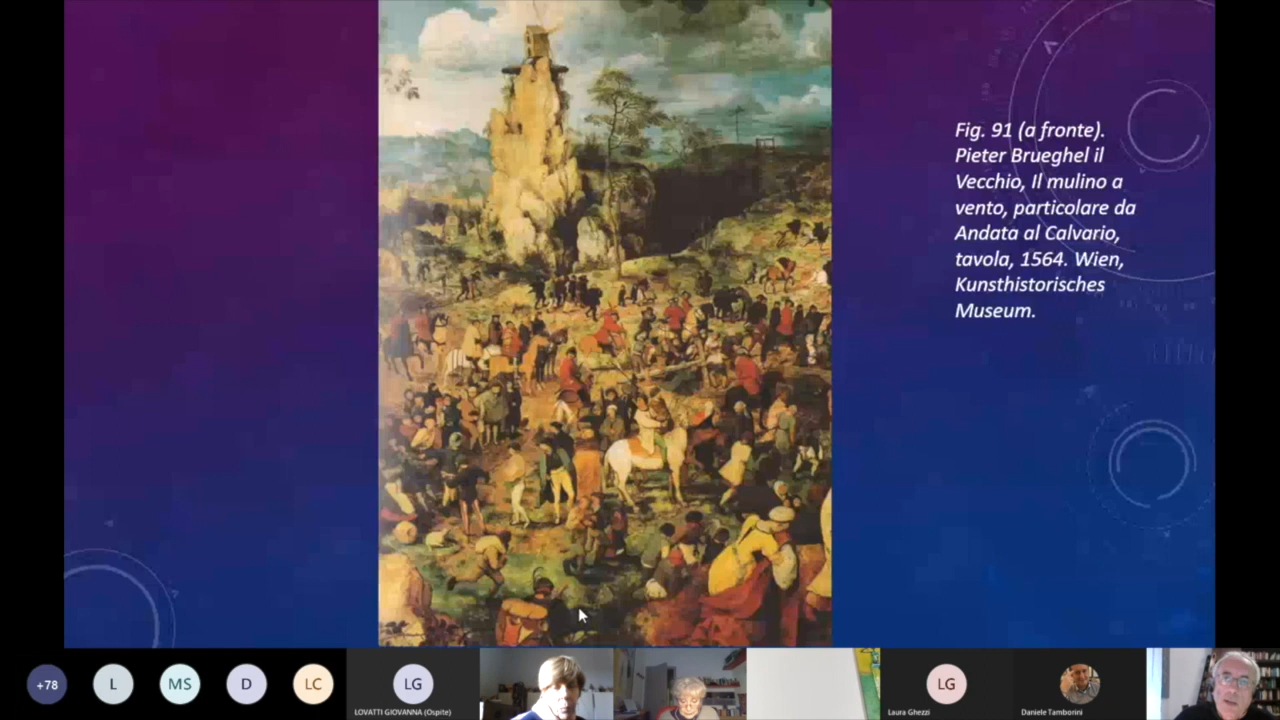 Fig. 91 (a fronte).
Pieter Brueghel il
Vecchio, Il mulino a
vento, particolare da
Andata al Calvario,
tavola, 1564. Wien,
Kunsthistorisches
Museum.
+78
L
MS
D
LC
LG
LOVATTI GIOVANNA (Ospite)
LG
Laura Ghezzi
Daniele Tamborini